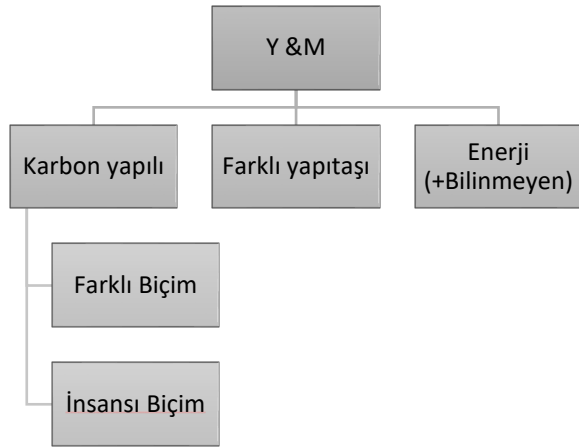 Y &M
Karbon yapılı
Farklı yapıtaşı
Enerji
(+Bilinmeyen)
Farklı Biçim
İnsansı Biçim